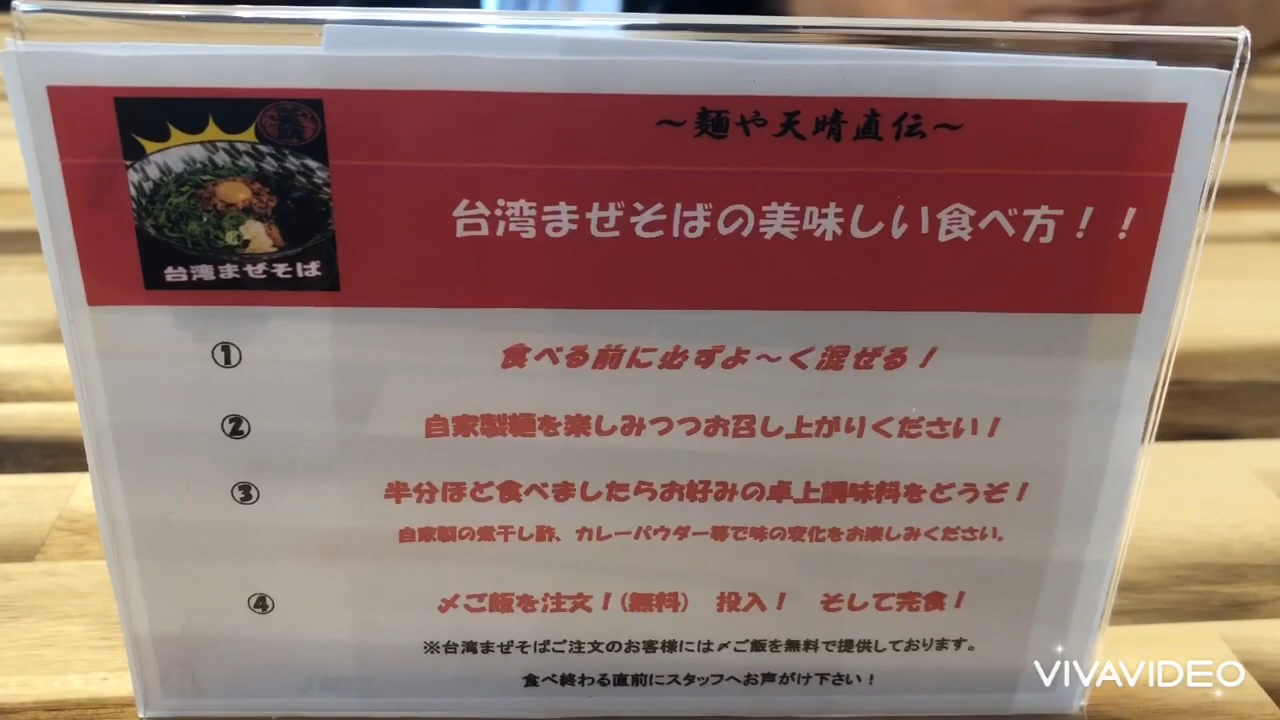 ～麺や天晴直伝～
台湾まぜそばの美味しい食べ方！！
台湾まぜそば
① 食べる前に必ずよ～く混ぜる！
② 自家製麺を楽しみつつお召し上がりください！
③ 半分ほど食べましたらお好みの卓上調味料をどうぞ！
自家製の煮干し酢、カレーパウダー等で味の変化をお楽しみください。
④ 〆ご飯を注文！(無料) 投入！ そして完食！
※台湾まぜそばご注文のお客様には〆ご飯を無料で提供しております。
食べ終わる直前にスタッフへお声がけ下さい！
VIVAVIDEO